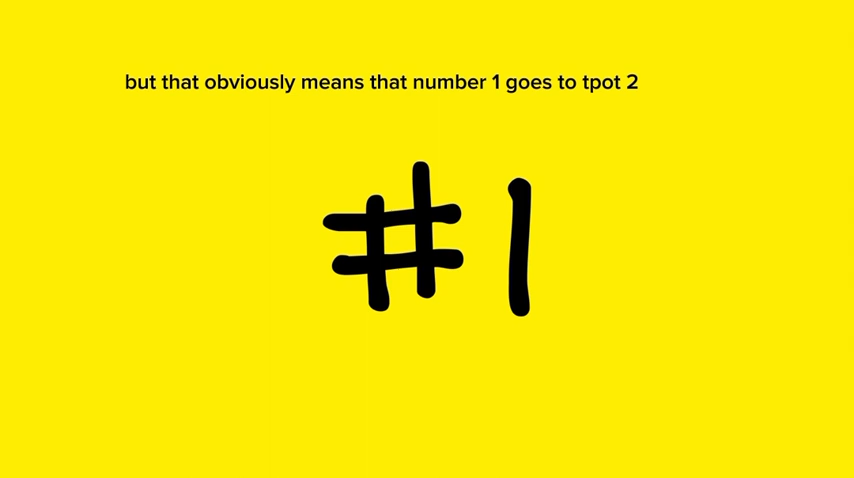 but that obviously means that number 1 goes to tpot 2
#1